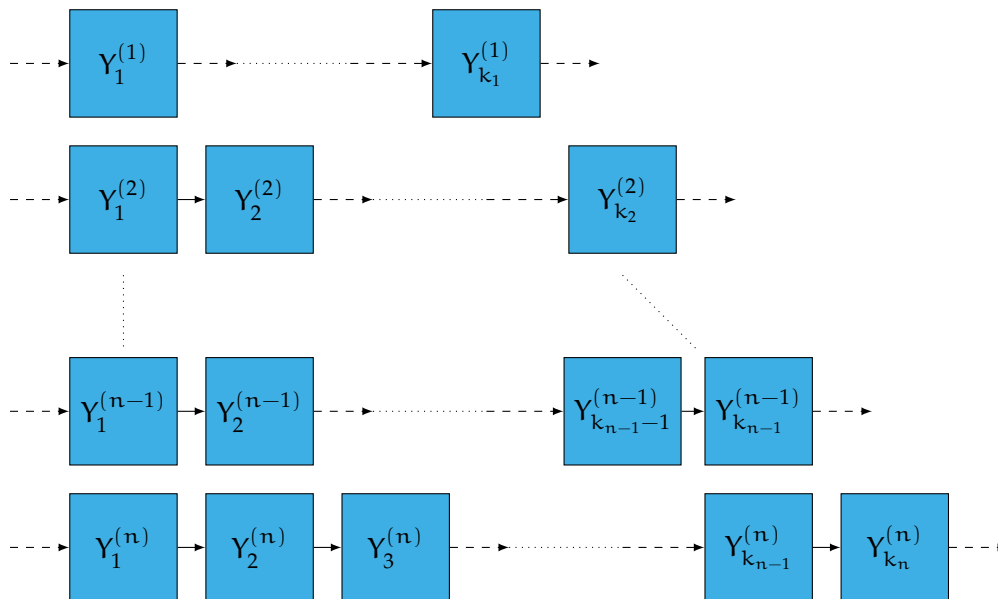 Y_1^{(1)} Y_{k_1}^{(1)}
Y_1^{(2)} Y_2^{(2)} Y_{k_2}^{(2)}
Y_1^{(n−1)} Y_2^{(n−1)} Y_{k_{n−1}−1}^{(n−1)} Y_{k_{n−1}}^{(n−1)}
Y_1^{(n)} Y_2^{(n)} Y_3^{(n)} Y_{k_{n−1}}^{(n)} Y_{k_n}^{(n)}